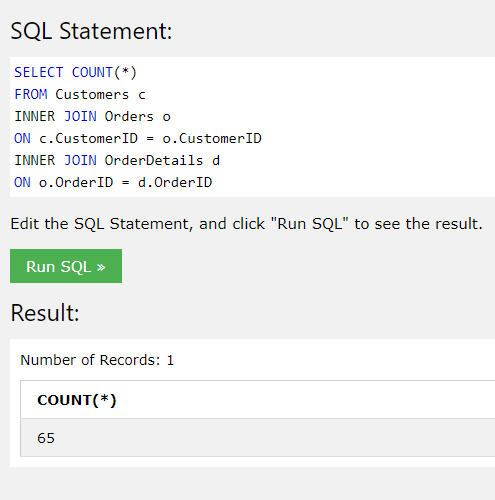 SQL Statement:
SELECT COUNT(*)
FROM Customers c
INNER JOIN Orders o
ON c.CustomerID = o.CustomerID
INNER JOIN OrderDetails d
ON o.OrderID = d.OrderID
Edit the SQL Statement, and click "Run SQL" to see the result.
Run SQL »
Result:
Number of Records: 1
COUNT(*)
65